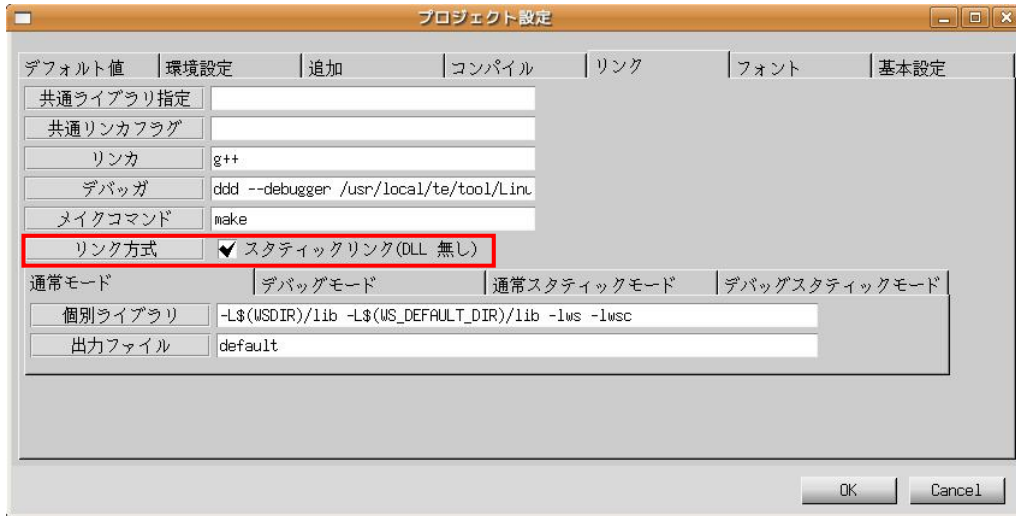 プロジェクト設定
デフォルト値 環境設定 追加 コンパイル リンク フォント 基本設定
共通ライブラリ指定
共通リンカフラグ
リンカ g++
デバッガ ddd --debugger /usr/local/te/tool/Linu
メイクコマンド make
リンク方式 スタティックリンク(DLL 無し)
通常モード デバッグモード 通常スタティックモード デバッグスタティックモード
個別ライブラリ -L$(WSDIR)/lib -L$(WS_DEFAULT_DIR)/lib -lws -lwsc
出力ファイル default
OK Cancel